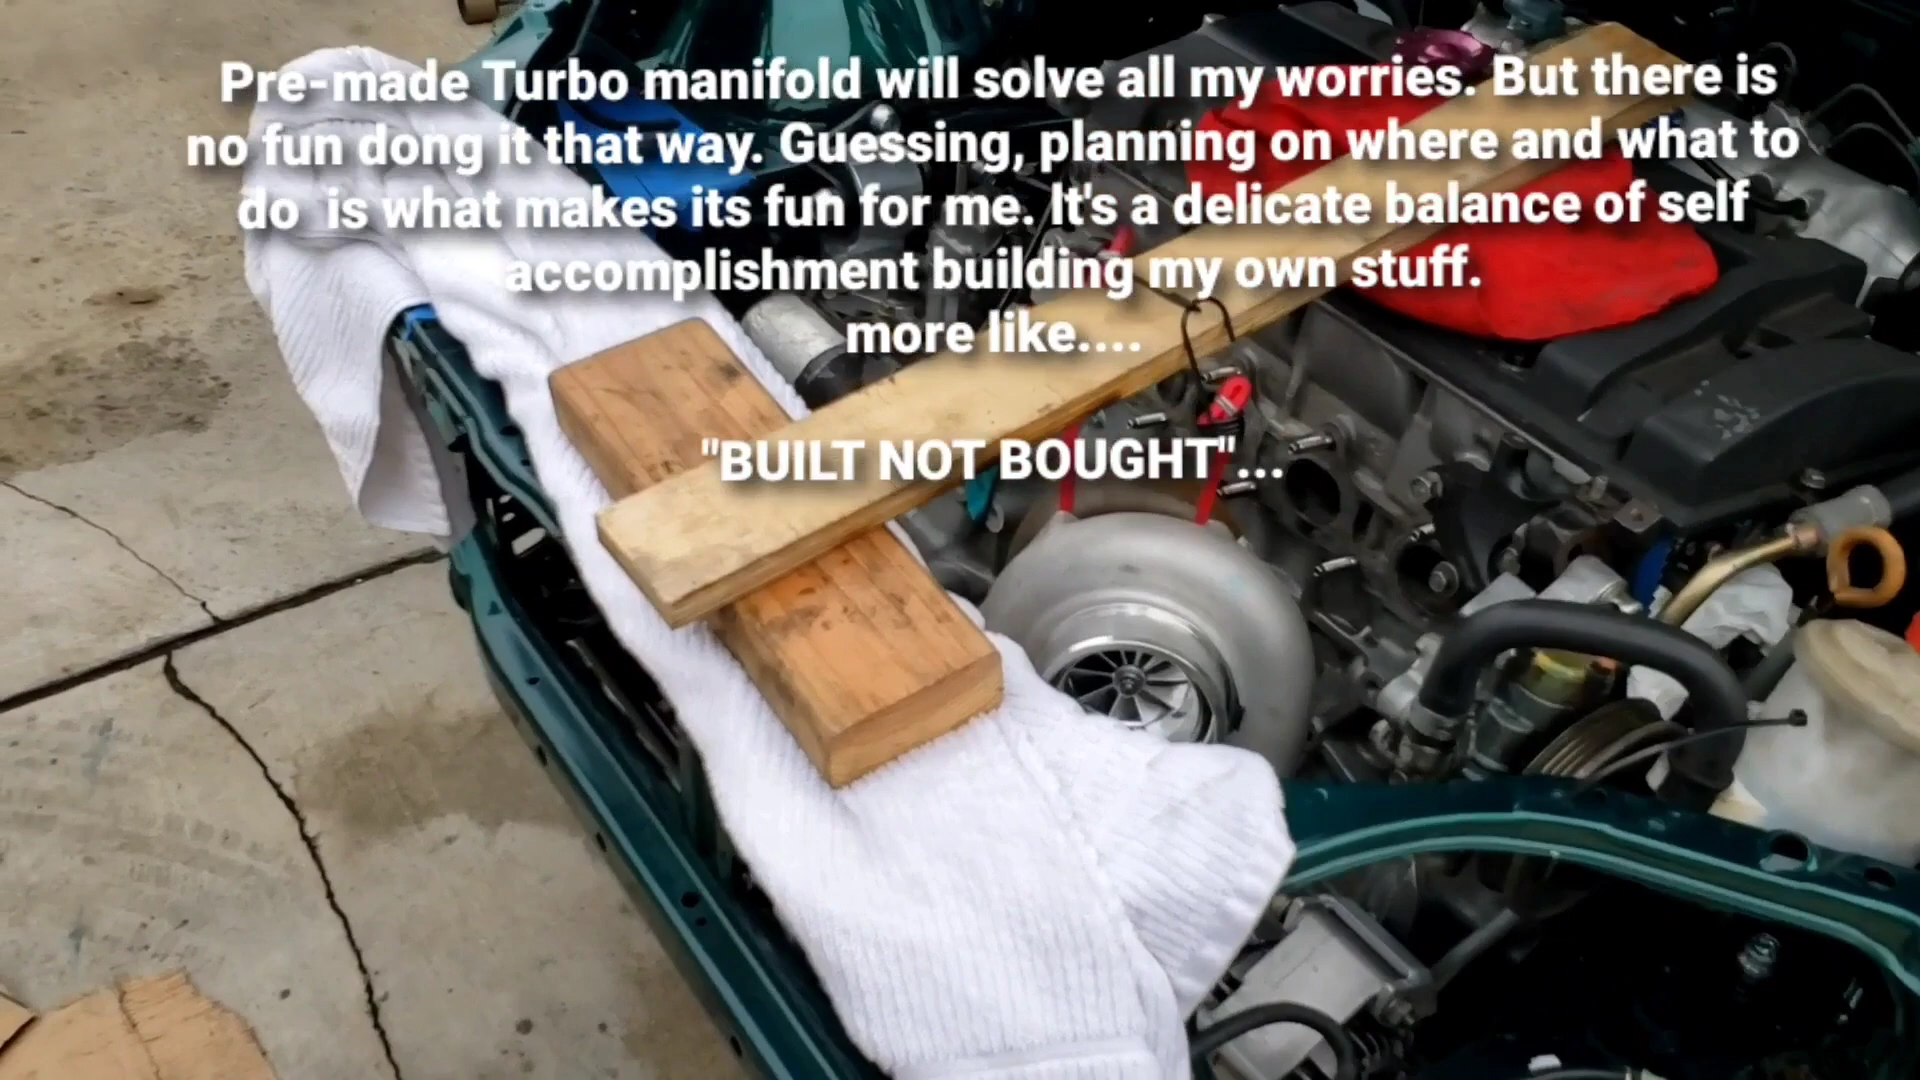 Pre-made Turbo manifold will solve all my worries. But there is
no fun dong it that way. Guessing, planning on where and what to
do  is what makes its fun for me. It's a delicate balance of self
accomplishment building my own stuff.
more like....
"BUILT NOT BOUGHT"...